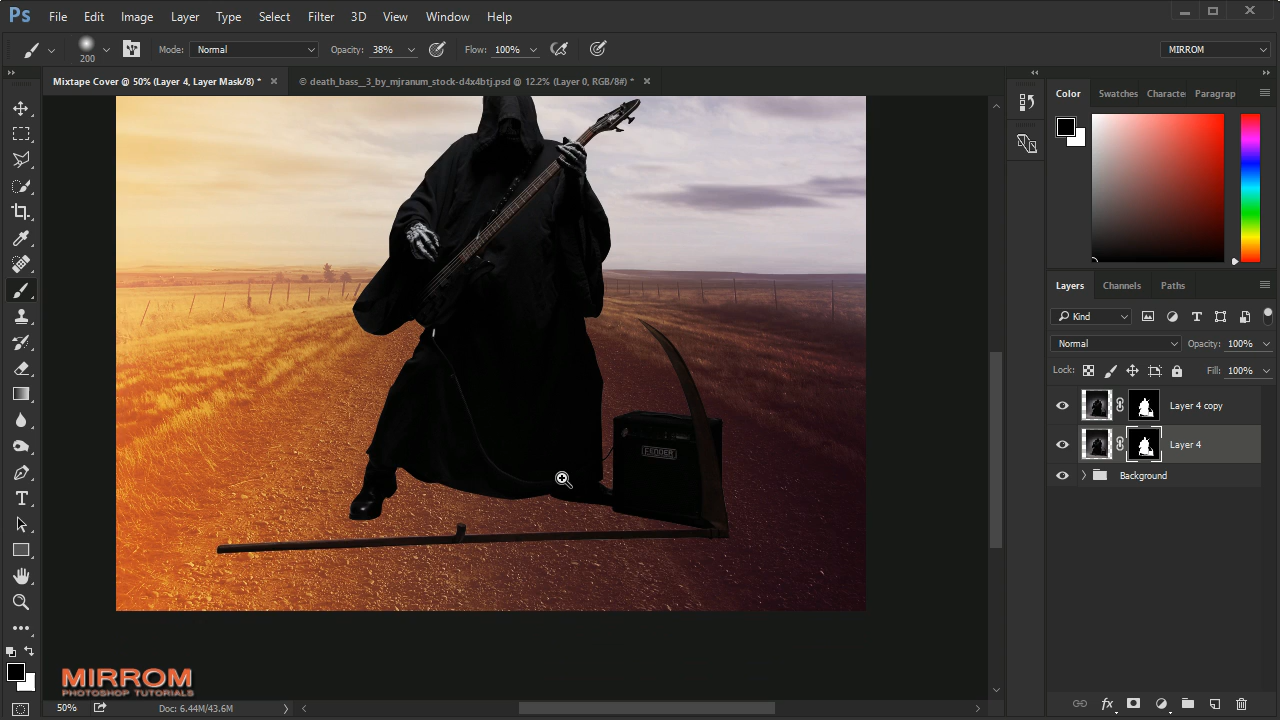 Ps File Edit Image Layer Type Select Filter 3D View Window Help
200 Mode: Normal Opacity: 38% Flow: 100% MIRROM
Mixtape Cover @ 50% (Layer 4, Layer Mask/8) * © death_bass__3_by_mjranum_stock-d4x4btj.psd @ 12.2% (Layer 0, RGB/8#) *
Color Swatches Characte Paragrap
Layers Channels Paths
Kind
Normal Opacity: 100%
Lock: Fill: 100%
Layer 4 copy
Layer 4
Background
FENDER
MIRROM
PHOTOSHOP TUTORIALS
50% Doc: 6.44M/43.6M
fx